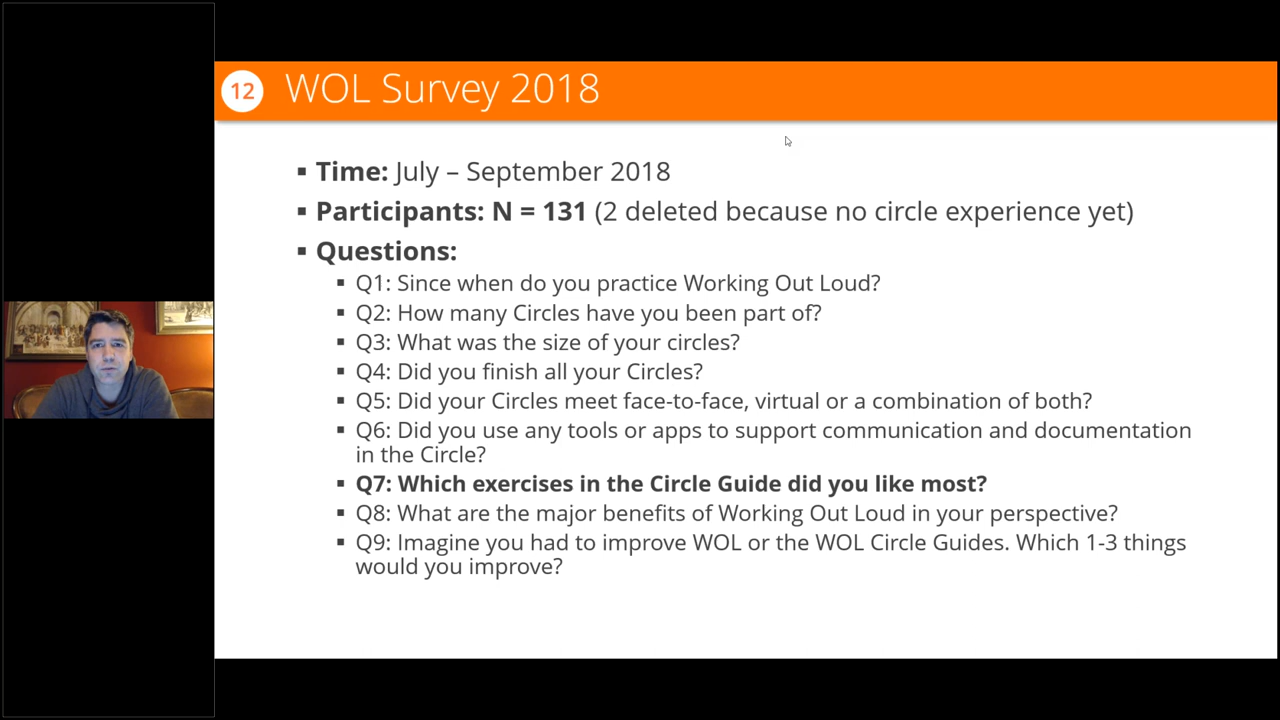 12 WOL Survey 2018
▪ Time: July – September 2018
▪ Participants: N = 131 (2 deleted because no circle experience yet)
▪ Questions:
▪ Q1: Since when do you practice Working Out Loud?
▪ Q2: How many Circles have you been part of?
▪ Q3: What was the size of your circles?
▪ Q4: Did you finish all your Circles?
▪ Q5: Did your Circles meet face-to-face, virtual or a combination of both?
▪ Q6: Did you use any tools or apps to support communication and documentation
in the Circle?
▪ Q7: Which exercises in the Circle Guide did you like most?
▪ Q8: What are the major benefits of Working Out Loud in your perspective?
▪ Q9: Imagine you had to improve WOL or the WOL Circle Guides. Which 1-3 things
would you improve?